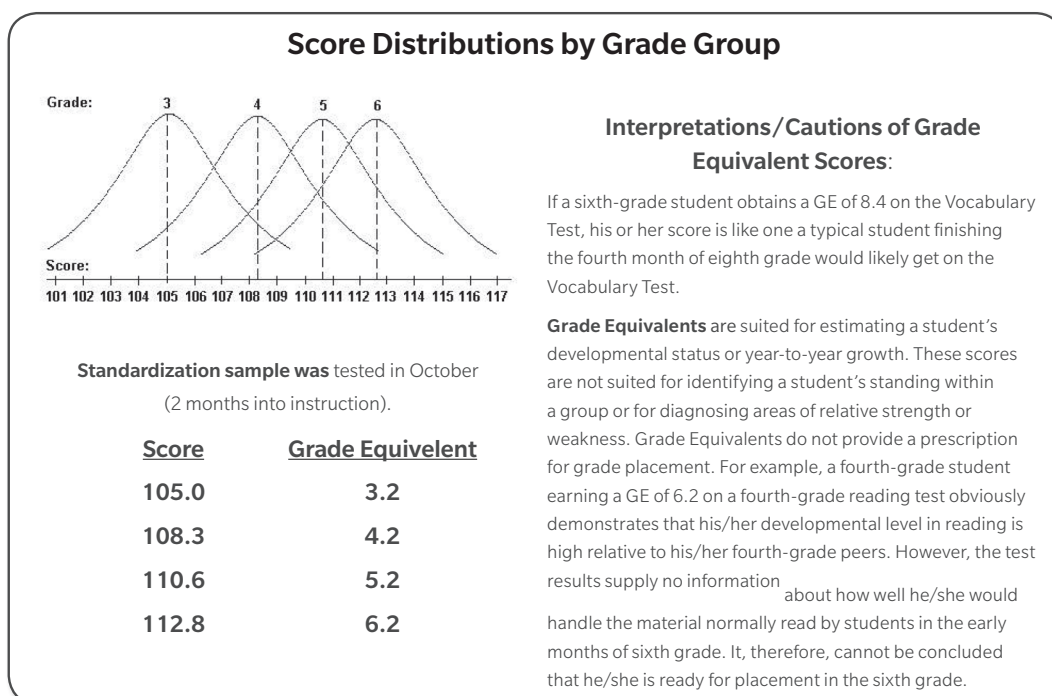 Score Distributions by Grade Group
Grade: 3 4 5 6
Score:
101 102 103 104 105 106 107 108 109 110 111 112 113 114 115 116 117
Standardization sample was tested in October
(2 months into instruction).
Score Grade Equivelent
105.0 3.2
108.3 4.2
110.6 5.2
112.8 6.2
Interpretations/Cautions of Grade
Equivalent Scores:
If a sixth-grade student obtains a GE of 8.4 on the Vocabulary
Test, his or her score is like one a typical student finishing
the fourth month of eighth grade would likely get on the
Vocabulary Test.
Grade Equivalents are suited for estimating a student's
developmental status or year-to-year growth. These scores
are not suited for identifying a student's standing within
a group or for diagnosing areas of relative strength or
weakness. Grade Equivalents do not provide a prescription
for grade placement. For example, a fourth-grade student
earning a GE of 6.2 on a fourth-grade reading test obviously
demonstrates that his/her developmental level in reading is
high relative to his/her fourth-grade peers. However, the test
results supply no information about how well he/she would
handle the material normally read by students in the early
months of sixth grade. It, therefore, cannot be concluded
that he/she is ready for placement in the sixth grade.